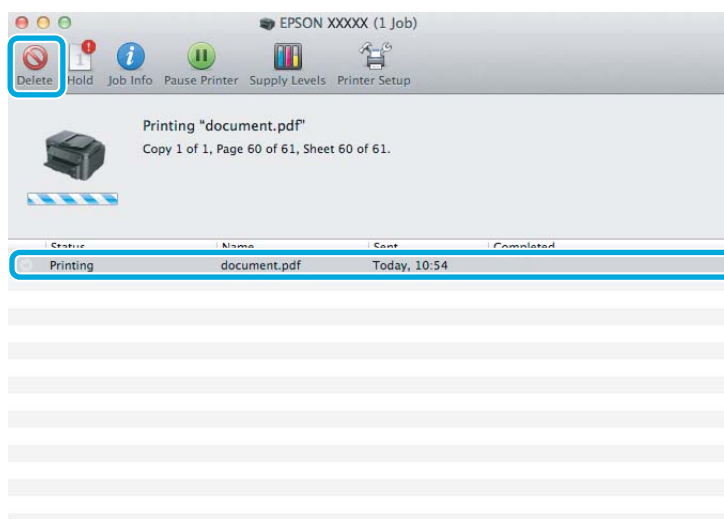 EPSON XXXXX (1 Job)
Delete Hold Job Info Pause Printer Supply Levels Printer Setup
Printing “document.pdf”
Copy 1 of 1, Page 60 of 61, Sheet 60 of 61.
Status Name Sent Completed
Printing document.pdf Today, 10:54